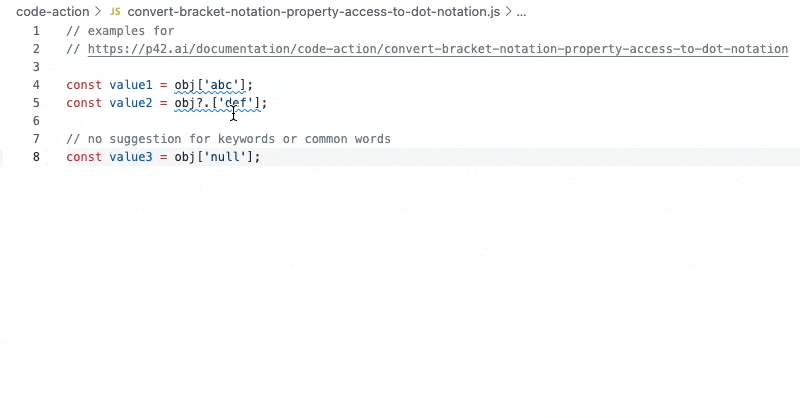 code-action > JS convert-bracket-notation-property-access-to-dot-notation.js > ...
1 // examples for
2 // https://p42.ai/documentation/code-action/convert-bracket-notation-property-access-to-dot-notation
3
4 const value1 = obj['abc'];
5 const value2 = obj?.['def'];
6
7 // no suggestion for keywords or common words
8 const value3 = obj['null'];